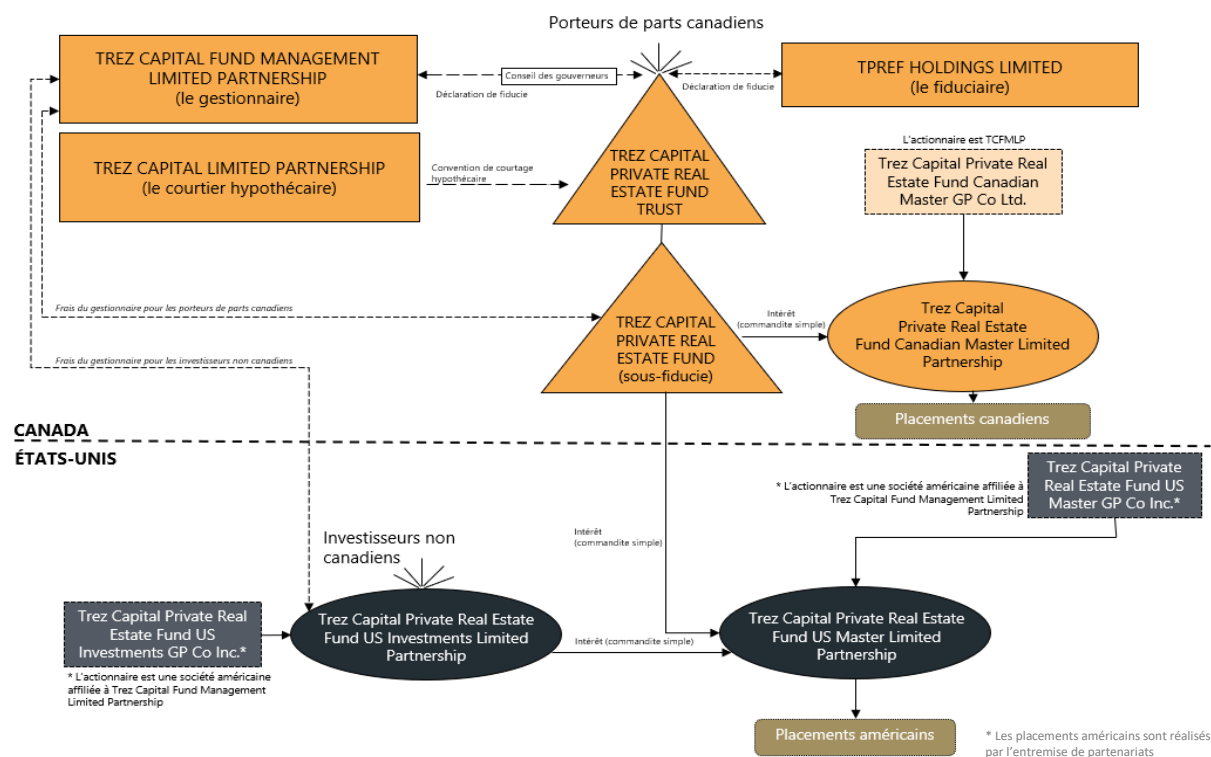 Porteurs de parts canadiens
TREZ CAPITAL FUND MANAGEMENT
LIMITED PARTNERSHIP
(le gestionnaire)
Conseil des gouverneurs
Déclaration de fiducie
Déclaration de fiducie
TPREF HOLDINGS LIMITED
(le fiduciaire)
TREZ CAPITAL LIMITED PARTNERSHIP
(le courtier hypothécaire)
Convention de courtage
hypothécaire
TREZ CAPITAL
PRIVATE REAL
ESTATE FUND
TRUST
L'actionnaire est TCFMLP
Trez Capital Private Real
Estate Fund Canadian
Master GP Co Ltd.
Frais du gestionnaire pour les porteurs de parts canadiens
TREZ CAPITAL
PRIVATE REAL
ESTATE FUND
(sous-fiducie)
Intérêt
(commandite simple)
Trez Capital
Private Real Estate
Fund Canadian Master Limited
Partnership
Frais du gestionnaire pour les investisseurs non canadiens
Placements canadiens
CANADA
ÉTATS-UNIS
* L'actionnaire est une société américaine affiliée à
Trez Capital Fund Management Limited
Partnership
Trez Capital Private
Real Estate Fund US
Master GP Co Inc.*
Intérêt
(commandite simple)
Investisseurs non
canadiens
Trez Capital Private Real
Estate Fund US
Investments GP Co Inc.*
* L'actionnaire est une société américaine
affiliée à Trez Capital Fund Management
Limited Partnership
Trez Capital Private Real Estate
Fund US Investments Limited
Partnership
Intérêt (commandite simple)
Trez Capital Private Real Estate
Fund US Master Limited
Partnership
Placements américains
* Les placements américains sont réalisés
par l'entremise de partenariats